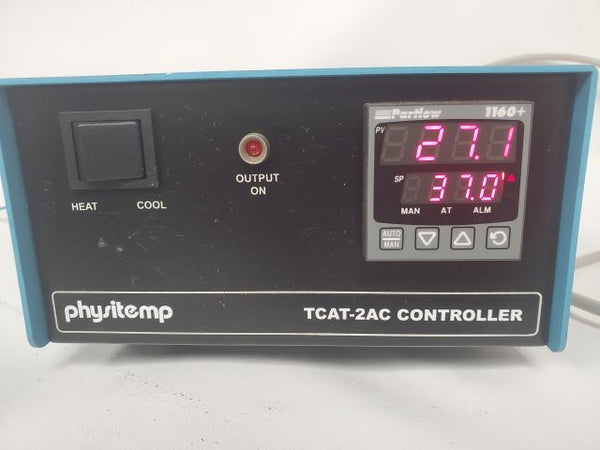 Partlow 1160+
PV 27.1
SP 37.0
MAN AT ALM
AUTO
MAN
OUTPUT
ON
HEAT COOL
physitemp
TCAT-2AC CONTROLLER